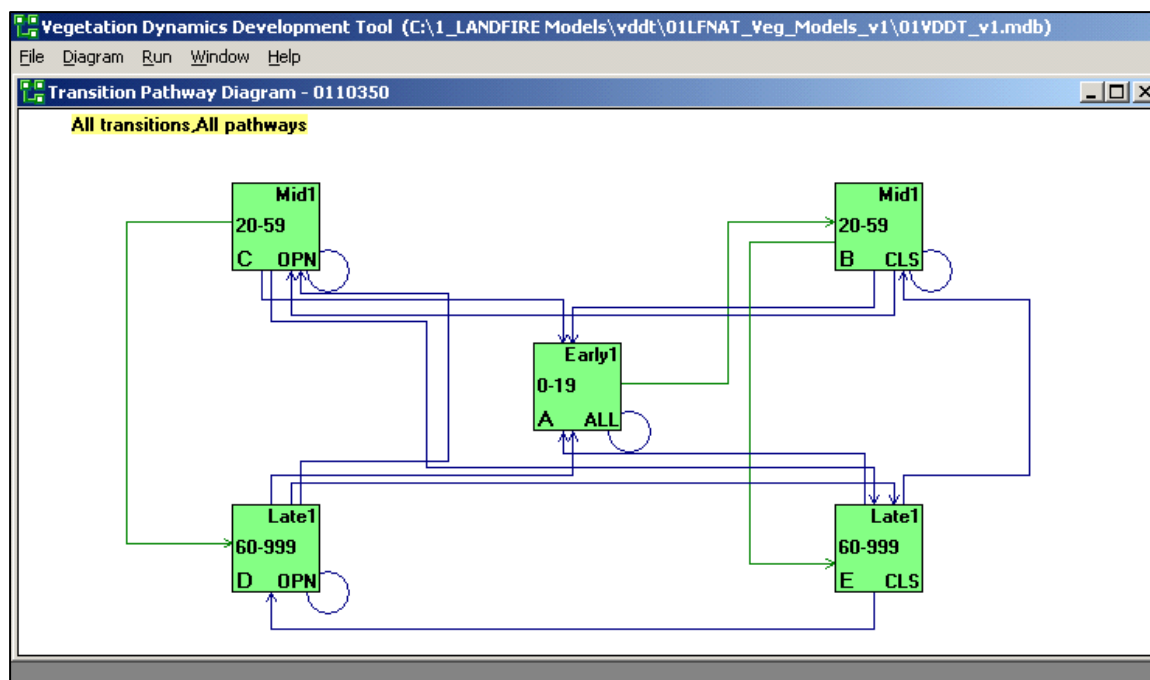 Vegetation Dynamics Development Tool (C:\1_LANDFIRE Models\vddt\01LFNAT_Veg_Models_v1\01VDDT_v1.mdb)
File Diagram Run Window Help
Transition Pathway Diagram - 0110350
All transitions,All pathways
Mid1
20-59
C OPN
Mid1
20-59
B CLS
Early1
0-19
A ALL
Late1
60-999
D OPN
Late1
60-999
E CLS